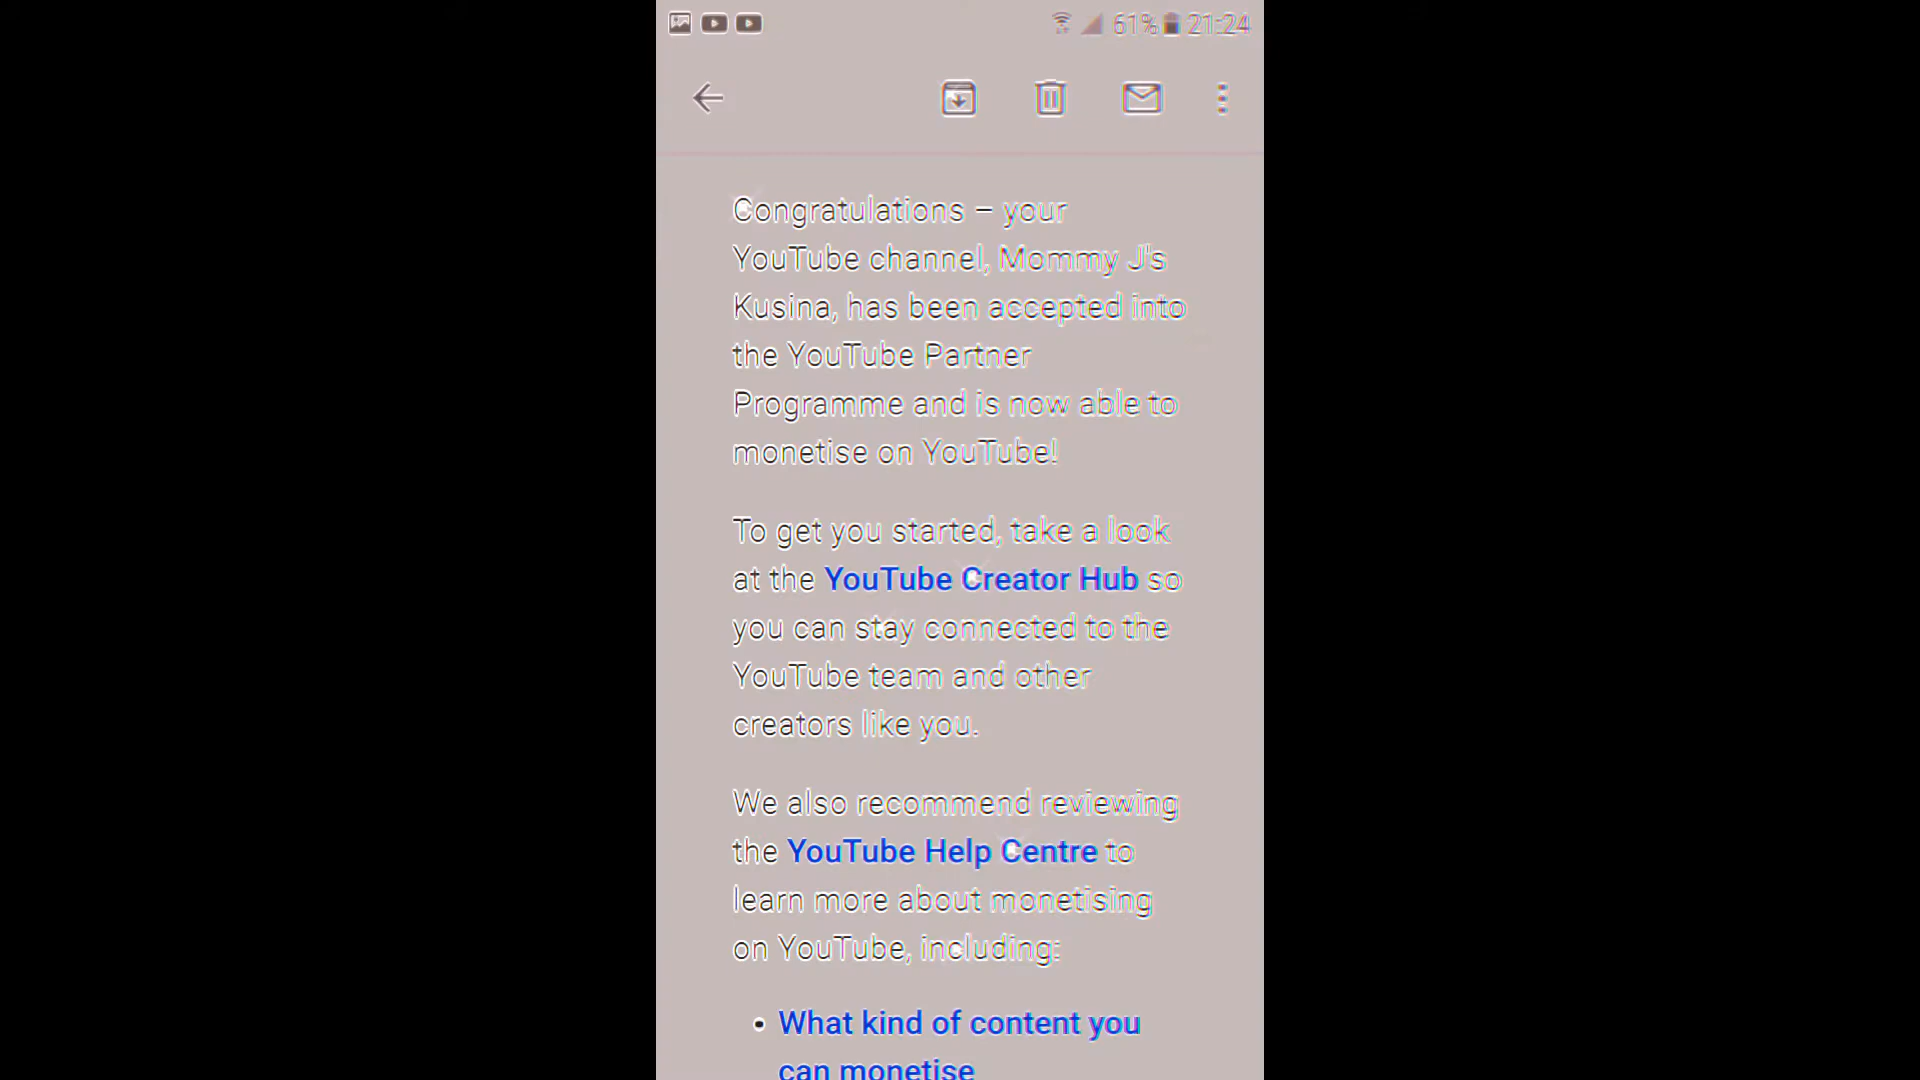 61% 21:24
Congratulations – your
YouTube channel, Mommy J's
Kusina, has been accepted into
the YouTube Partner
Programme and is now able to
monetise on YouTube!
To get you started, take a look
at the YouTube Creator Hub so
you can stay connected to the
YouTube team and other
creators like you.
We also recommend reviewing
the YouTube Help Centre to
learn more about monetising
on YouTube, including:
• What kind of content you
can monetise